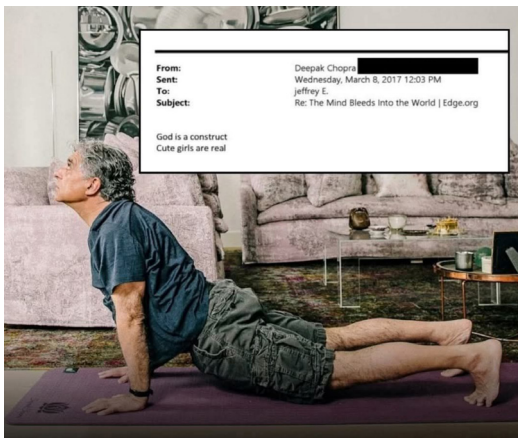 From: Deepak Chopra
Sent: Wednesday, March 8, 2017 12:03 PM
To: jeffrey E.
Subject: Re: The Mind Bleeds Into the World | Edge.org
God is a construct
Cute girls are real